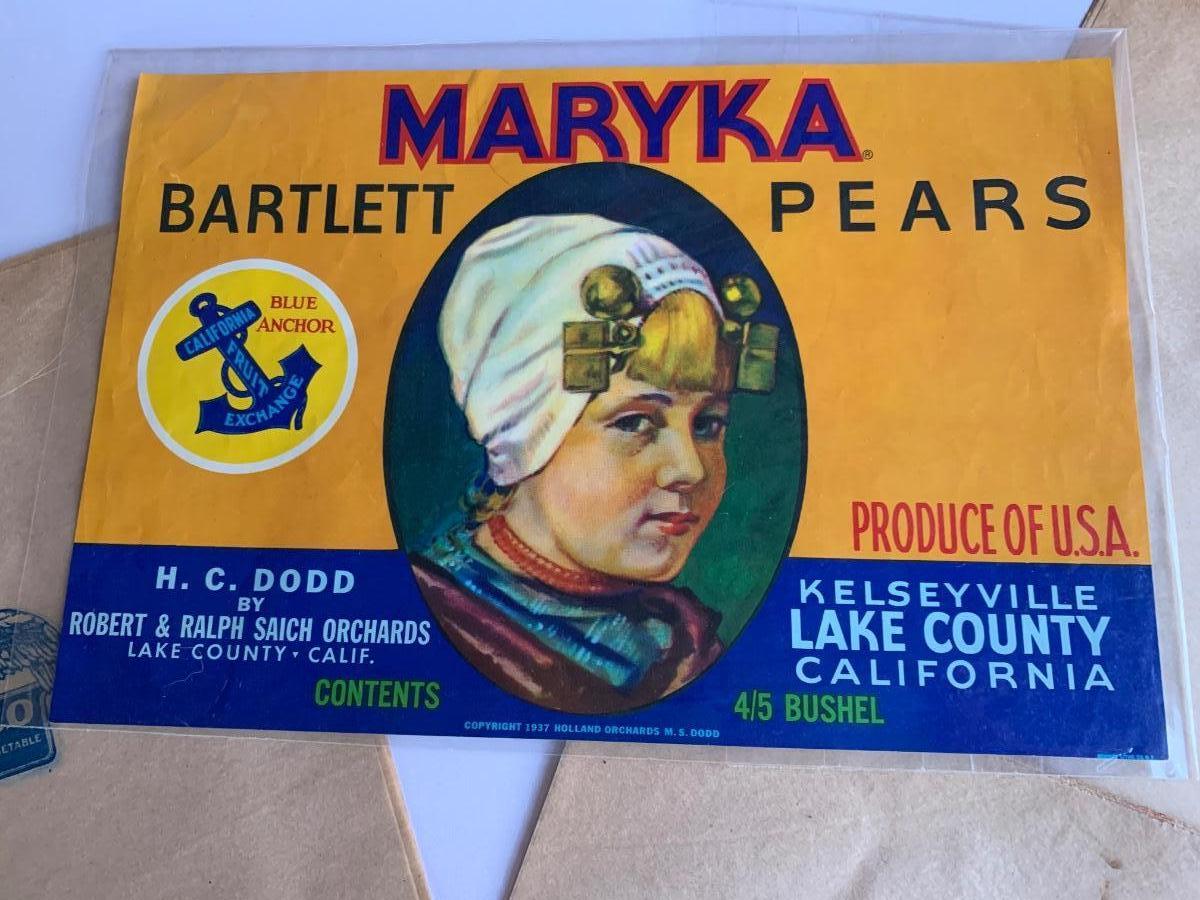 MARYKA®
BARTLETT PEARS
BLUE
ANCHOR
CALIFORNIA
FRUIT
EXCHANGE
PRODUCE OF U.S.A.
H. C. DODD
BY
ROBERT & RALPH SAICH ORCHARDS
LAKE COUNTY • CALIF.
KELSEYVILLE
LAKE COUNTY
CALIFORNIA
CONTENTS
4/5 BUSHEL
COPYRIGHT 1937 HOLLAND ORCHARDS M. S. DODD